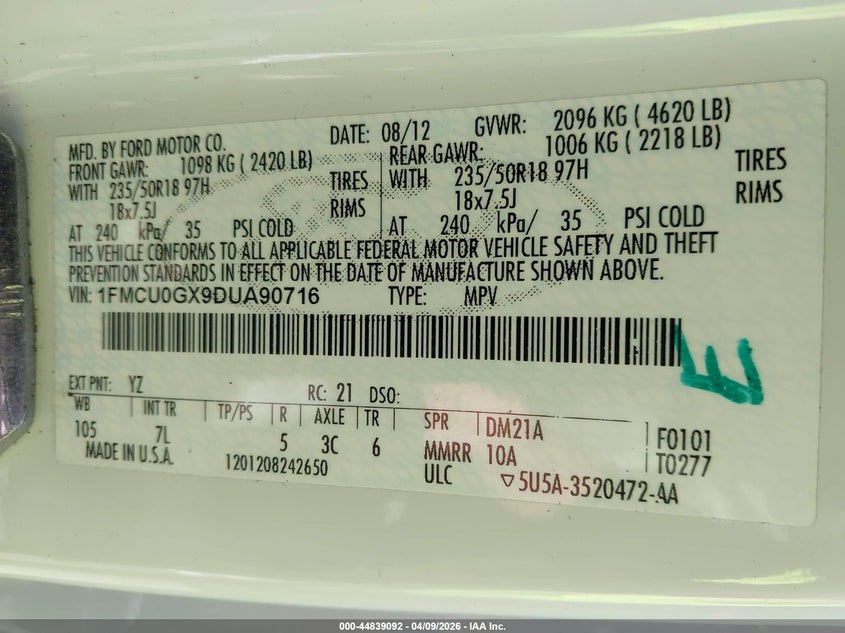 MFD. BY FORD MOTOR CO. DATE: 08/12 GVWR: 2096 KG ( 4620 LB)
FRONT GAWR: 1098 KG ( 2420 LB) REAR GAWR: 1006 KG ( 2218 LB)
WITH 235/50R18 97H TIRES WITH 235/50R18 97H TIRES
18x7.5J RIMS 18x7.5J RIMS
AT 240 kPa/ 35 PSI COLD AT 240 kPa/ 35 PSI COLD
THIS VEHICLE CONFORMS TO ALL APPLICABLE FEDERAL MOTOR VEHICLE SAFETY AND THEFT
PREVENTION STANDARDS IN EFFECT ON THE DATE OF MANUFACTURE SHOWN ABOVE.
VIN: 1FMCU0GX9DUA90716 TYPE: MPV
E
EXT PNT: YZ RC: 21 DSO:
WB INT TR TP/PS R AXLE TR SPR DM21A F0101
105 7L 5 3C 6 MMRR 10A T0277
MADE IN U.S.A. 1201208242650 ULC ▽5U5A-3520472-AA
000-44839092 - 04/09/2026 - IAA Inc.